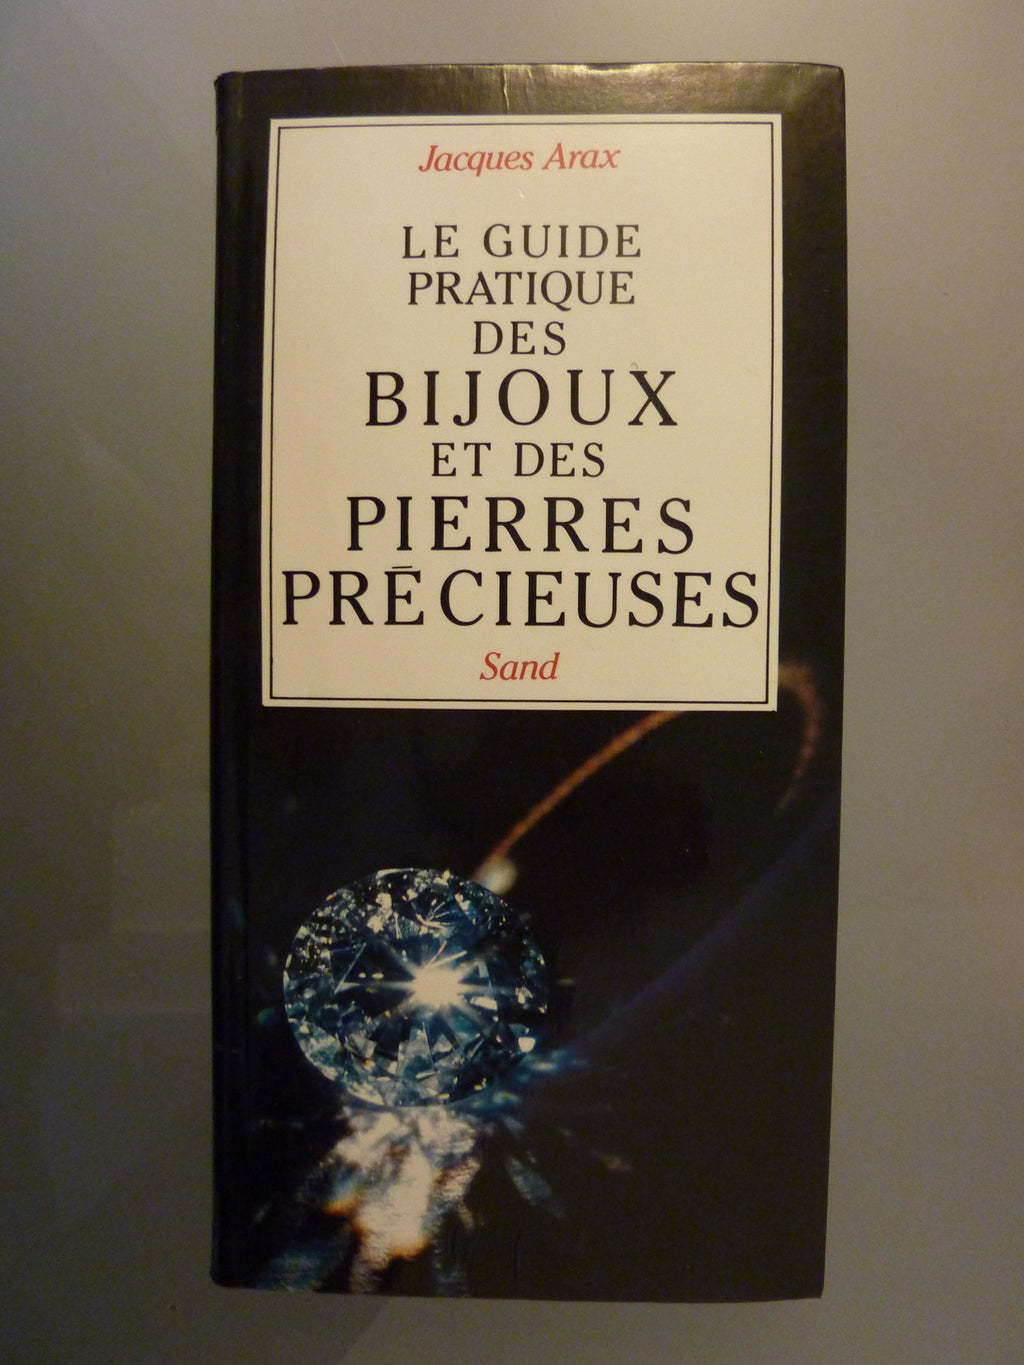 Jacques Arax
LE GUIDE
PRATIQUE
DES
BIJOUX
ET DES
PIERRES
PRÉCIEUSES
Sand